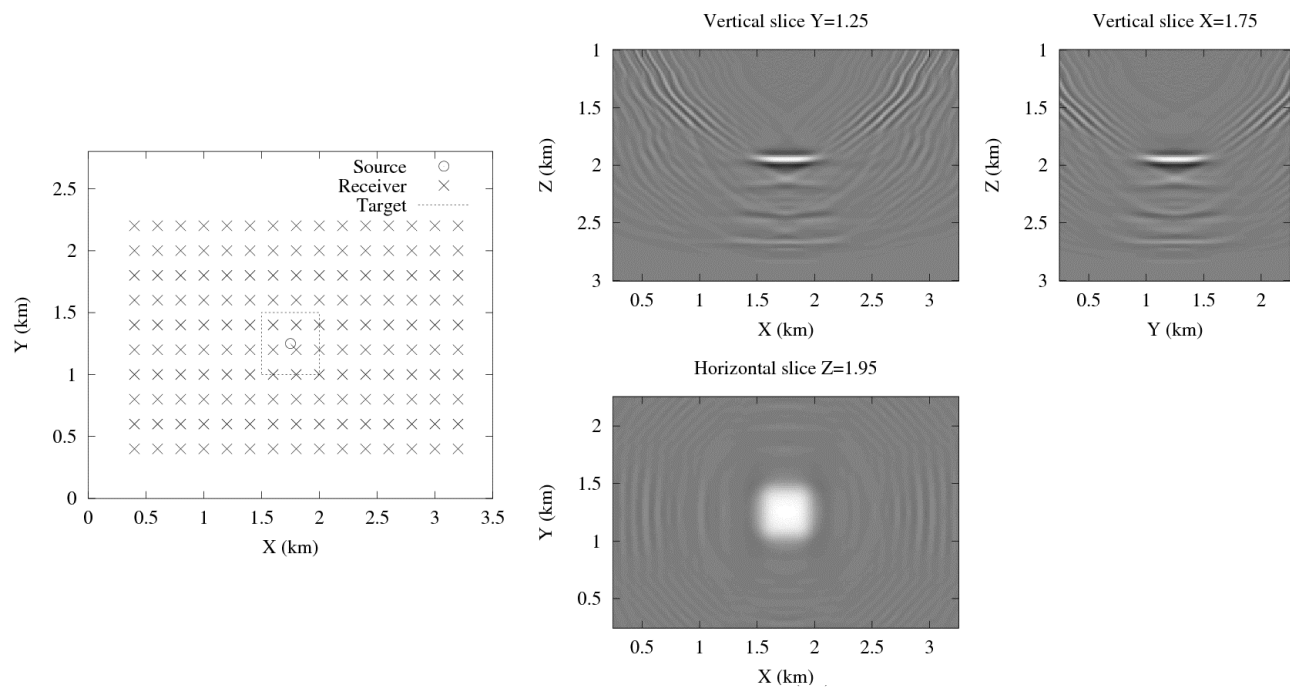 Source
Receiver
Target
2.5
2
1.5
1
0.5
0
0 0.5 1 1.5 2 2.5 3 3.5
X (km)
Y (km)
Vertical slice Y=1.25
1
1.5
2
2.5
3
0.5 1 1.5 2 2.5 3
X (km)
Z (km)
Vertical slice X=1.75
1
1.5
2
2.5
3
0.5 1 1.5 2
Y (km)
Z (km)
Horizontal slice Z=1.95
2
1.5
1
0.5
0.5 1 1.5 2 2.5 3
X (km)
Y (km)